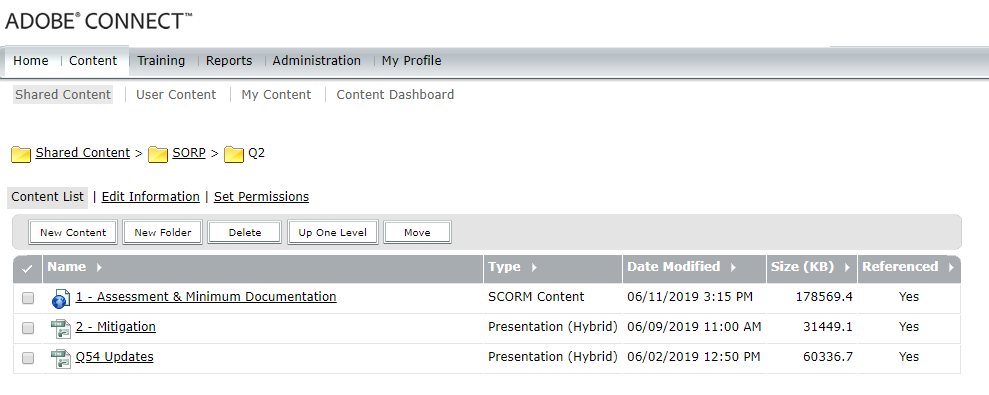 ADOBE® CONNECT™
Home | Content | Training | Reports | Administration | My Profile
Shared Content | User Content | My Content | Content Dashboard
Shared Content > SORP > Q2
Content List | Edit Information | Set Permissions
New Content New Folder Delete Up One Level Move
Name Type Date Modified Size (KB) Referenced
1 - Assessment & Minimum Documentation SCORM Content 06/11/2019 3:15 PM 178569.4 Yes
2 - Mitigation Presentation (Hybrid) 06/09/2019 11:00 AM 31449.1 Yes
Q54 Updates Presentation (Hybrid) 06/02/2019 12:50 PM 60336.7 Yes